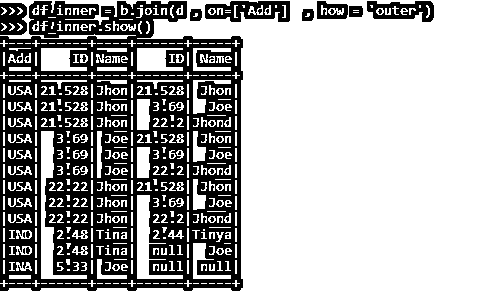 >>> df_inner = b.join(d , on=['Add'] , how = 'outer')
>>> df_inner.show()
+---+------+----+------+-----+
|Add|    ID|Name|    ID| Name|
+---+------+----+------+-----+
|USA|21.528|Jhon|21.528| Jhon|
|USA|21.528|Jhon|  3.69|  Joe|
|USA|21.528|Jhon|  22.2|Jhond|
|USA|  3.69| Joe|21.528| Jhon|
|USA|  3.69| Joe|  3.69|  Joe|
|USA|  3.69| Joe|  22.2|Jhond|
|USA| 22.22|Jhon|21.528| Jhon|
|USA| 22.22|Jhon|  3.69|  Joe|
|USA| 22.22|Jhon|  22.2|Jhond|
|IND|  2.48|Tina|  2.44|Tinya|
|IND|  2.48|Tina|  null|  Joe|
|INA|  5.33| Joe|  null| null|
+---+------+----+------+-----+